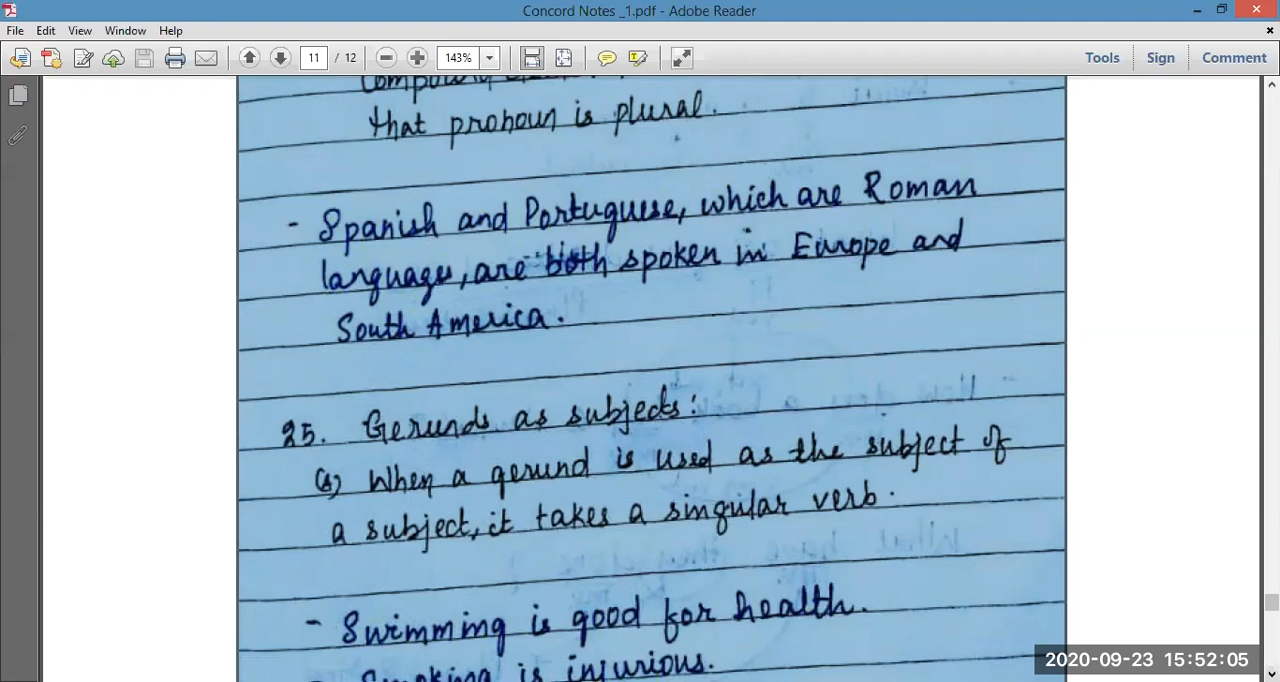 Concord Notes _1.pdf - Adobe Reader
File Edit View Window Help
11 / 12 143% Tools Sign Comment
that pronoun is plural.
- Spanish and Portuguese, which are Roman
language, are both spoken in Europe and
South America.
25. Gerunds as subjects:
(a) When a gerund is used as the subject of
a subject, it takes a singular verb.
- Swimming is good for health.
- Smoking is injurious.
2020-09-23 15:52:05